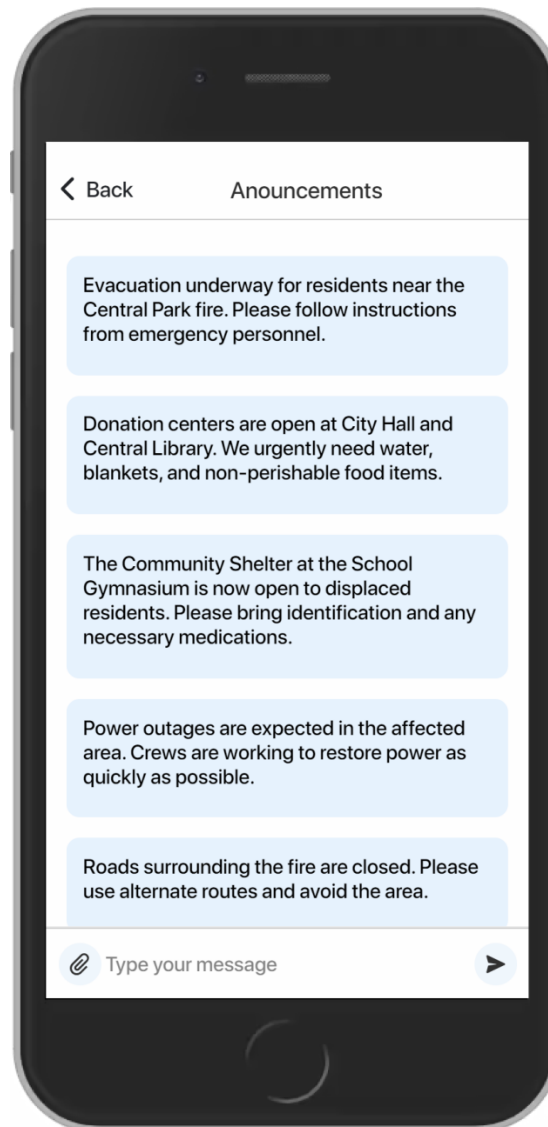 Back
Anouncements
Evacuation underway for residents near the
Central Park fire. Please follow instructions
from emergency personnel.
Donation centers are open at City Hall and
Central Library. We urgently need water,
blankets, and non-perishable food items.
The Community Shelter at the School
Gymnasium is now open to displaced
residents. Please bring identification and any
necessary medications.
Power outages are expected in the affected
area. Crews are working to restore power as
quickly as possible.
Roads surrounding the fire are closed. Please
use alternate routes and avoid the area.
Type your message